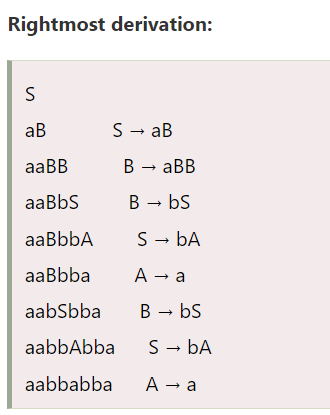 Rightmost derivation:
S
aB S → aB
aaBB B → aBB
aaBbS B → bS
aaBbbA S → bA
aaBbba A → a
aabSbba B → bS
aabbAbba S → bA
aabbabba A → a